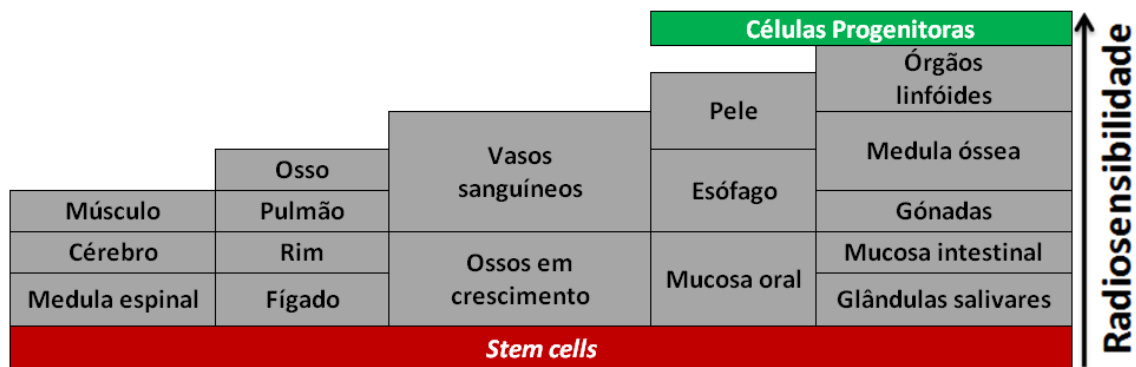 Células Progenitoras
Órgãos
linfóides
Pele
Medula óssea
Vasos
sanguíneos
Osso
Esófago
Músculo
Pulmão
Gónadas
Cérebro
Rim
Ossos em
crescimento
Mucosa oral
Mucosa intestinal
Medula espinal
Fígado
Glândulas salivares
Stem cells
Radiosensibilidade